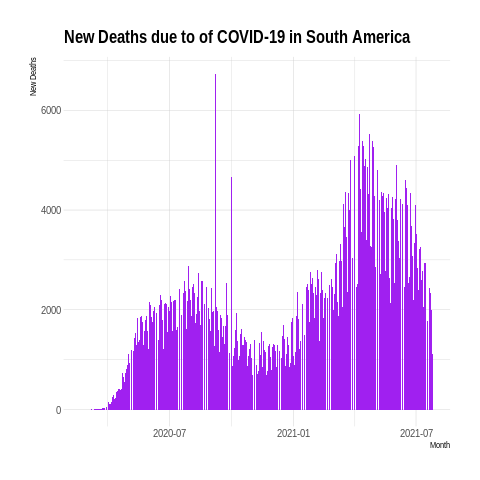 New Deaths due to of COVID-19 in South America
New Deaths
6000
4000
2000
0
2020-07
2021-01
2021-07
Month